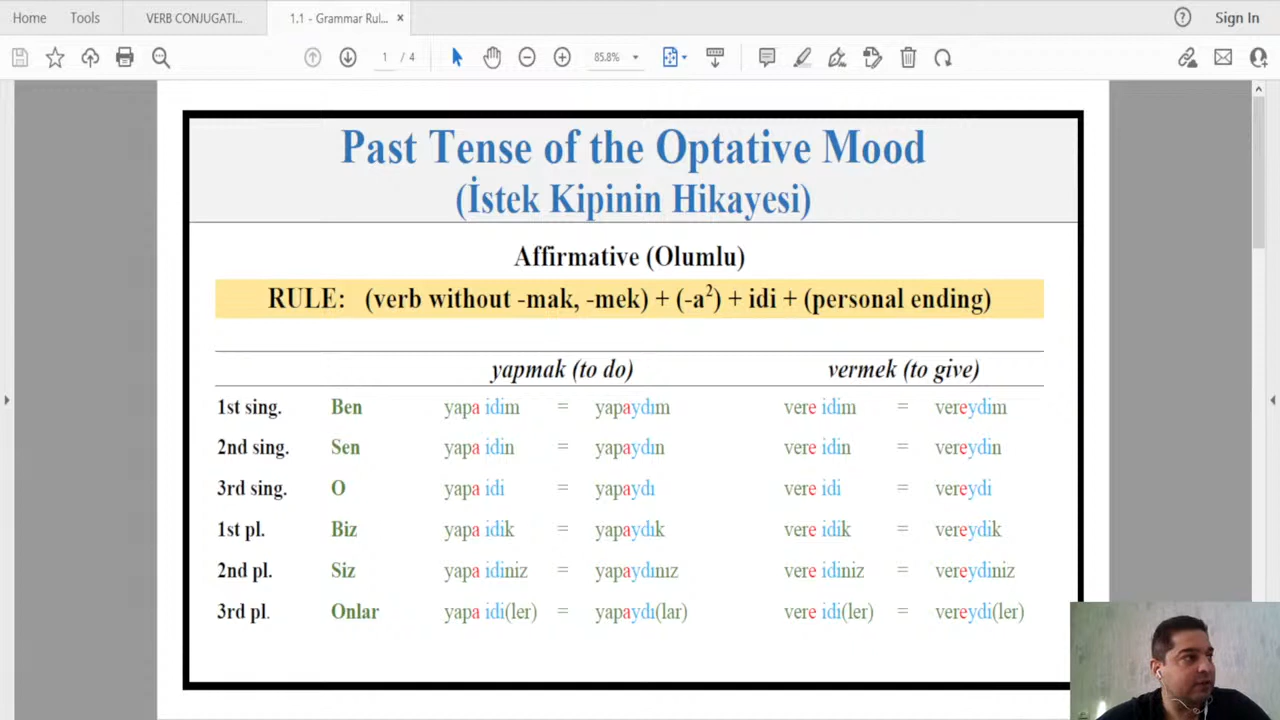 Home Tools VERB CONJUGATI... 1.1 - Grammar Rul... × Sign In
1 / 4 85.8%
Past Tense of the Optative Mood
(İstek Kipinin Hikayesi)
Affirmative (Olumlu)
RULE: (verb without -mak, -mek) + (-a²) + idi + (personal ending)
yapmak (to do) vermek (to give)
1st sing. Ben yapa idim = yapaydım vere idim = vereydim
2nd sing. Sen yapa idin = yapaydın vere idin = vereydin
3rd sing. O yapa idi = yapaydı vere idi = vereydi
1st pl. Biz yapa idik = yapaydık vere idik = vereydik
2nd pl. Siz yapa idiniz = yapaydınız vere idiniz = vereydiniz
3rd pl. Onlar yapa idi(ler) = yapaydı(lar) vere idi(ler) = vereydi(ler)